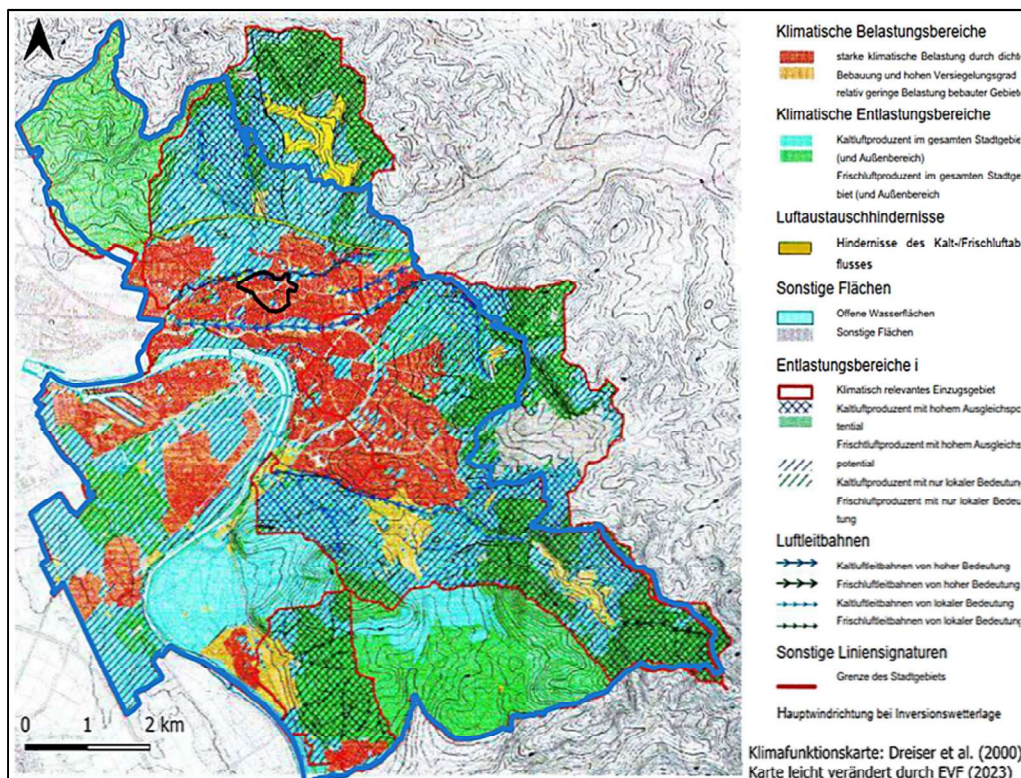 Klimatische Belastungsbereiche
starke klimatische Belastung durch dicht
Bebauung und hohen Versiegelungsgrad
relativ geringe Belastung bebauter Gebiet
Klimatische Entlastungsbereiche
Kaltluftproduzent im gesamten Stadtgebi
(und Außenbereich)
Frischluftproduzent im gesamten Stadtge
biet (und Außenbereich
Luftaustauschhindernisse
Hindernisse des Kalt-/Frischluftab
flusses
Sonstige Flächen
Offene Wasserflächen
Sonstige Flächen
Entlastungsbereiche i
Klimatisch relevantes Einzugsgebiet
Kaltluftproduzent mit hohem Ausgleichspo
tential
Frischtluftproduzent mit hohem Ausgleichs
potential
Kaltluftproduzent mit nur lokaler Bedeutung
Frischluftproduzent mit nur lokaler Bedeu
tung
Luftleitbahnen
Kaltluftleitbahnen von hoher Bedeutung
Frischluftleitbahnen von hoher Bedeutung
Kaltluftleitbahnen von lokaler Bedeutung
Frischluftleitbahnen von lokaler Bedeutung
Sonstige Liniensignaturen
Grenze des Stadtgebiets
Hauptwindrichtung bei Inversionswetterlage
0 1 2 km
Klimafunktionskarte: Dreiser et al. (2000)
Karte leicht verändert durch EVF (2023)